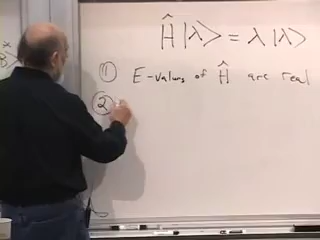 Ĥ|λ> = λ|λ>
① E-values of Ĥ are real
②